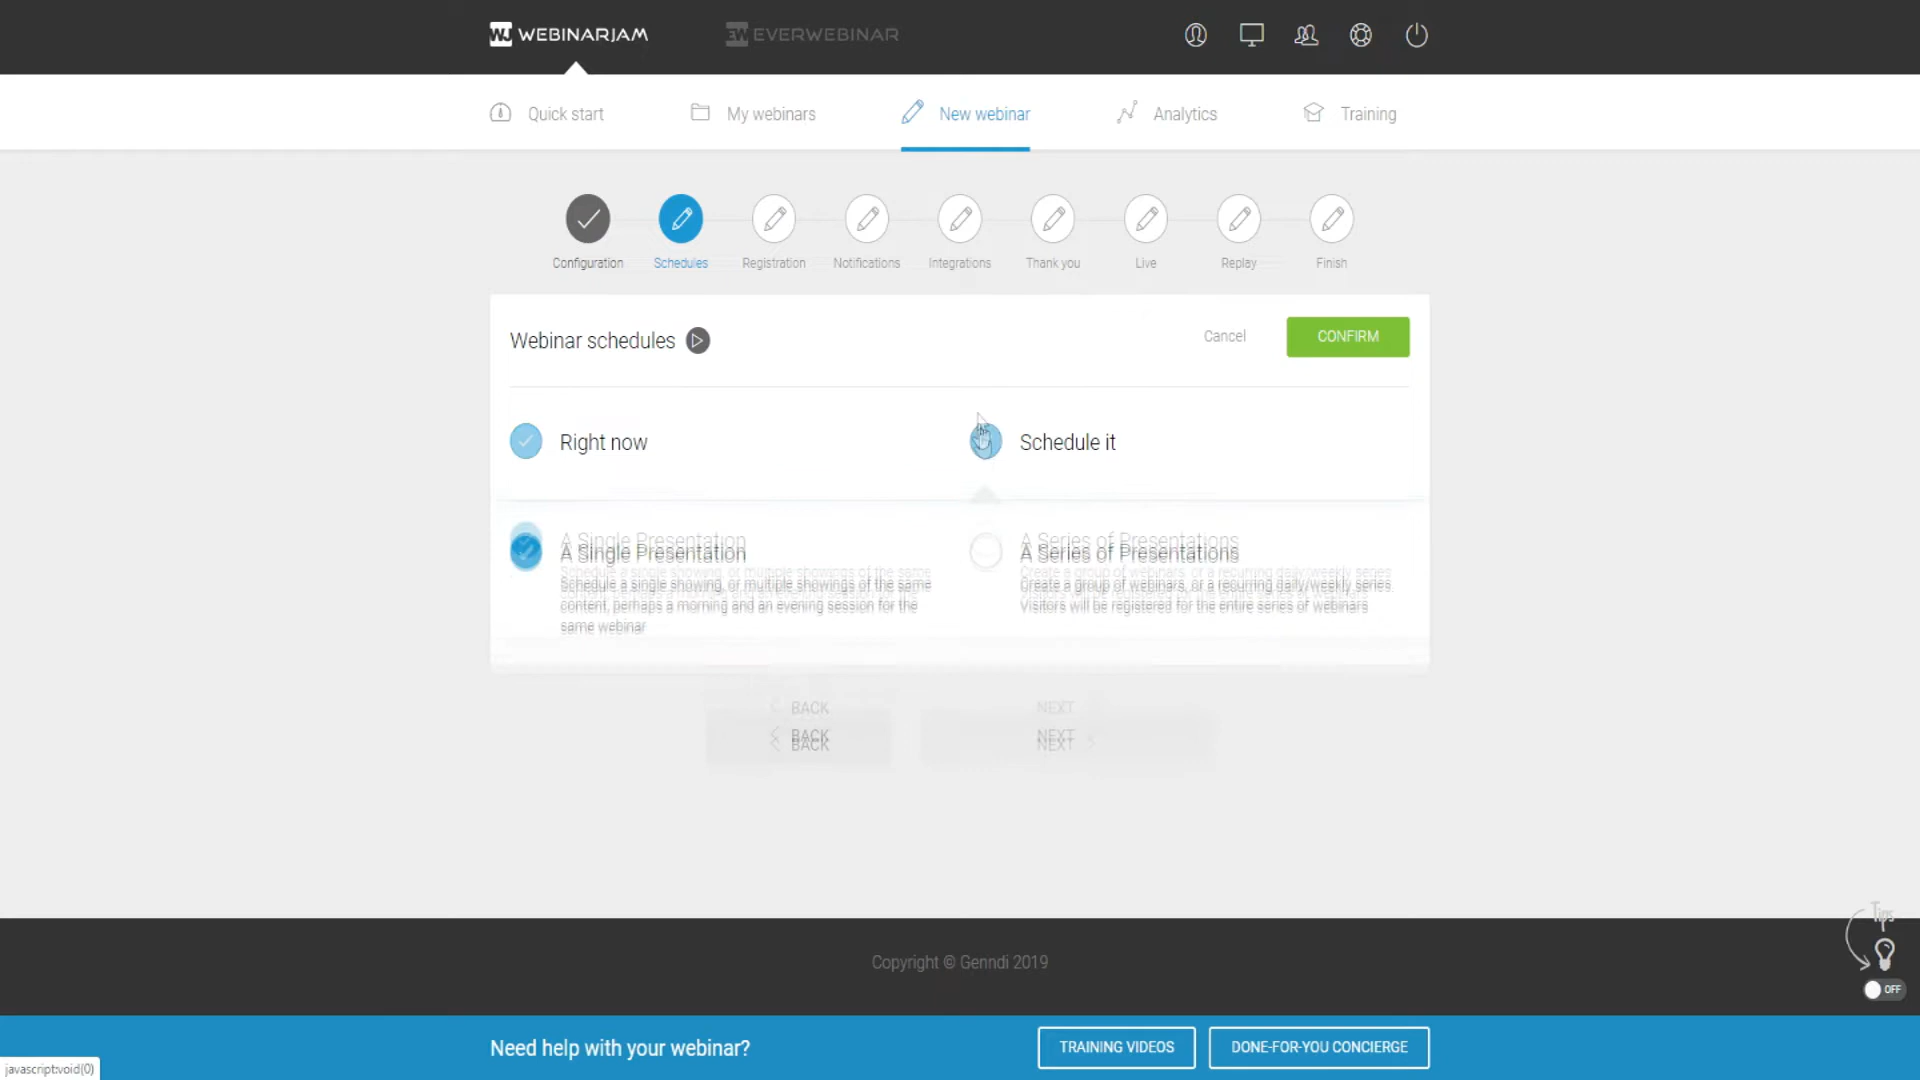 WEBINARJAM
EVERWEBINAR
Quick start
My webinars
New webinar
Analytics
Training
Configuration
Schedules
Registration
Notifications
Integrations
Thank you
Live
Replay
Finish
Webinar schedules
Cancel
CONFIRM
Right now
Schedule it
A Single Presentation
Schedule a single showing, or multiple showings of the same
content, perhaps a morning and an evening session for the
same webinar
A Series of Presentations
Create a group of webinars, or a recurring daily/weekly series.
Visitors will be registered for the entire series of webinars
BACK
NEXT
BACK
NEXT
Tips
OFF
Copyright © Genndi 2019
Need help with your webinar?
TRAINING VIDEOS
DONE-FOR-YOU CONCIERGE
javascript:void(0)